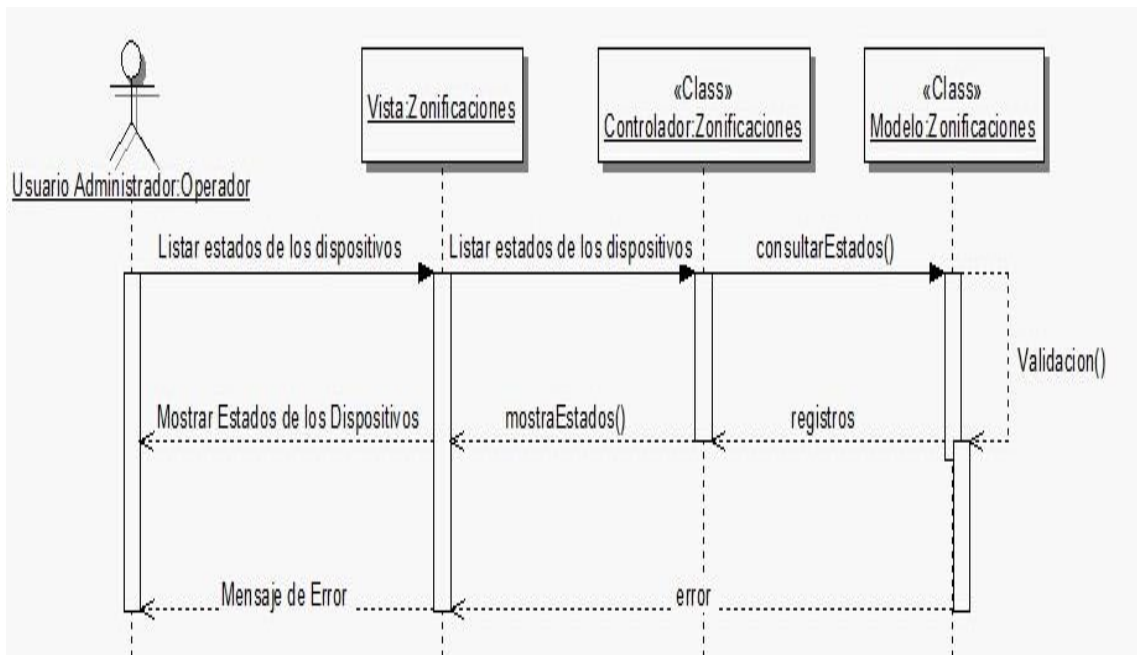 Usuario Administrador:Operador
Vista:Zonificaciones
«Class»
Controlador:Zonificaciones
«Class»
Modelo:Zonificaciones
Listar estados de los dispositivos
Listar estados de los dispositivos
consultarEstados()
Validacion()
Mostrar Estados de los Dispositivos
mostraEstados()
registros
Mensaje de Error
error